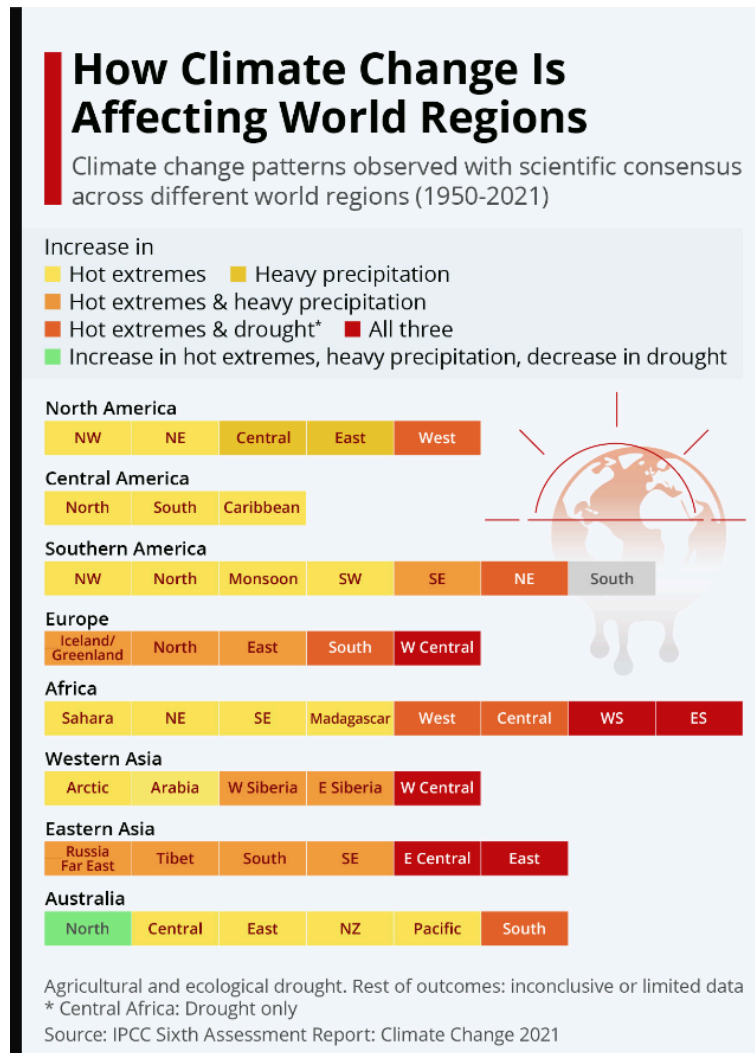 How Climate Change Is
Affecting World Regions
Climate change patterns observed with scientific consensus
across different world regions (1950-2021)
Increase in
Hot extremes Heavy precipitation
Hot extremes & heavy precipitation
Hot extremes & drought* All three
Increase in hot extremes, heavy precipitation, decrease in drought
North America
NW NE Central East West
Central America
North South Caribbean
Southern America
NW North Monsoon SW SE NE South
Europe
Iceland/
Greenland North East South W Central
Africa
Sahara NE SE Madagascar West Central WS ES
Western Asia
Arctic Arabia W Siberia E Siberia W Central
Eastern Asia
Russia
Far East Tibet South SE E Central East
Australia
North Central East NZ Pacific South
Agricultural and ecological drought. Rest of outcomes: inconclusive or limited data
* Central Africa: Drought only
Source: IPCC Sixth Assessment Report: Climate Change 2021